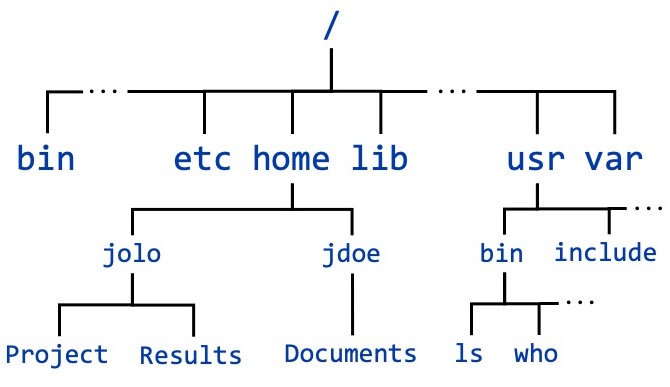 /
... ...
bin etc home lib usr var
...
jolo jdoe bin include
...
Project Results Documents ls who